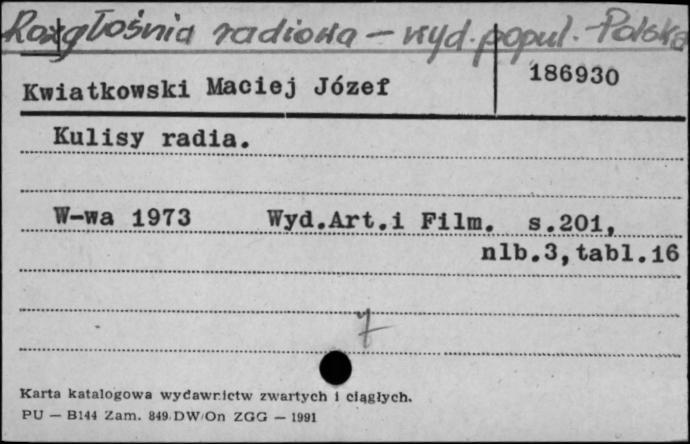 Rozgłośnia radiowa - wyd. popul. - Polska
Kwiatkowski Maciej Józef
186930
Kulisy radia.
W-wa 1973 Wyd.Art.i Film. s.201,
nlb.3,tabl.16
7
Karta katalogowa wydawnictw zwartych i ciągłych.
PU — B144 Zam. 849/DW/On ZGG — 1991